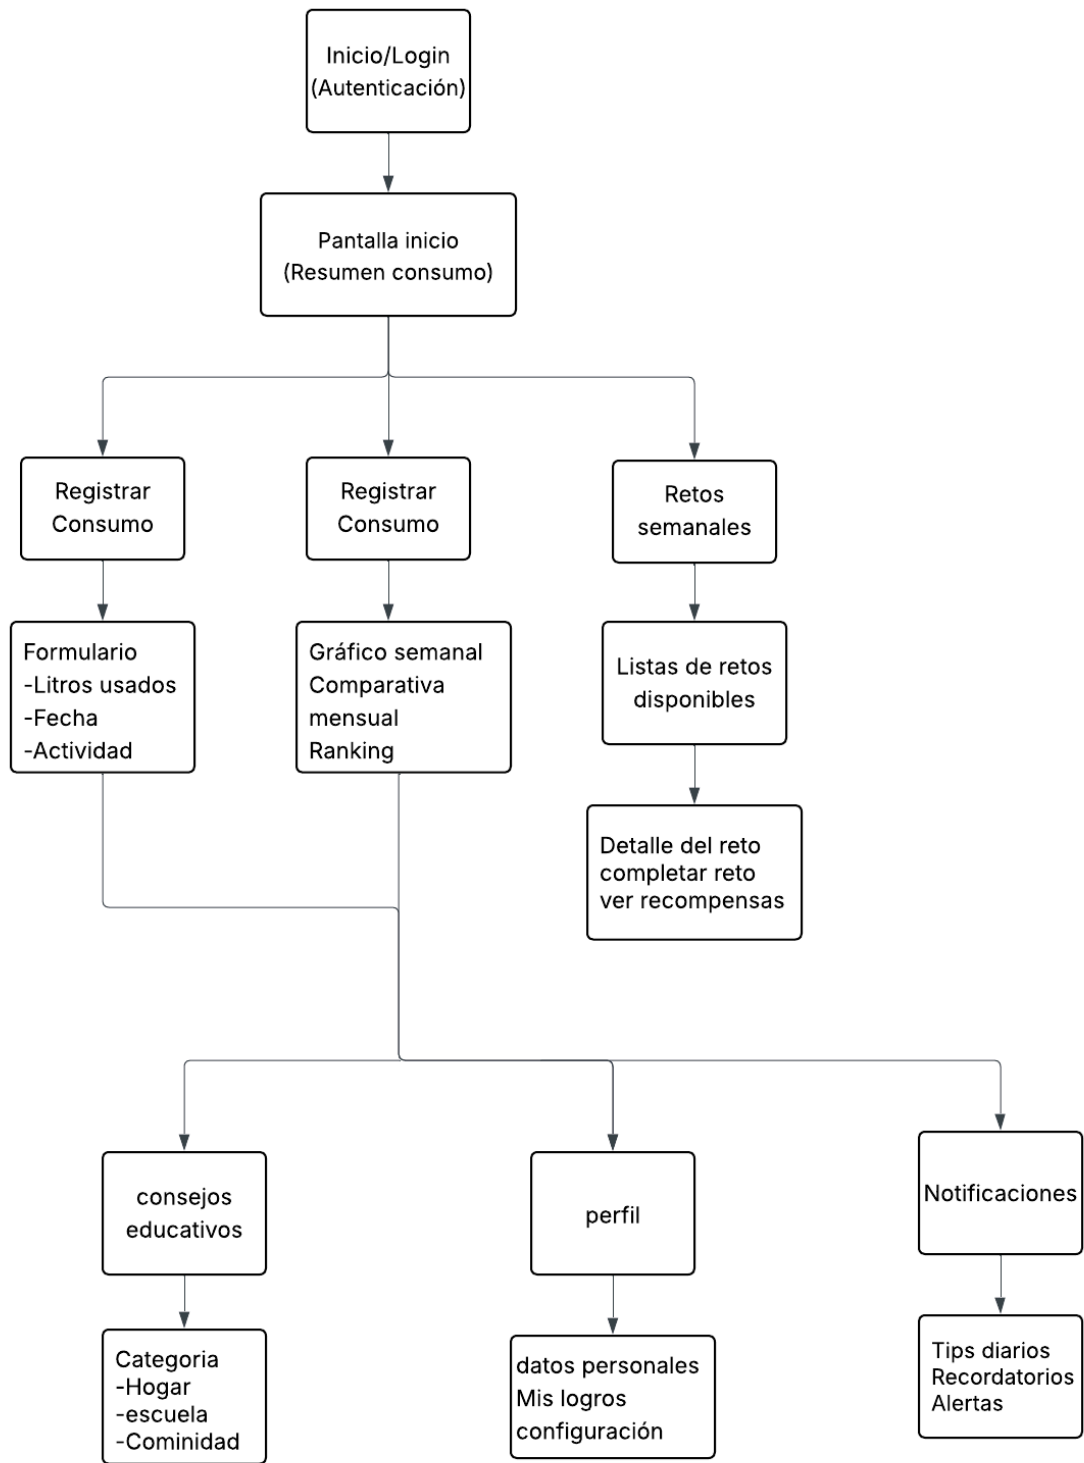 Inicio/Login
(Autenticación)
Pantalla inicio
(Resumen consumo)
Registrar
Consumo
Registrar
Consumo
Retos
semanales
Formulario
-Litros usados
-Fecha
-Actividad
Gráfico semanal
Comparativa
mensual
Ranking
Listas de retos
disponibles
Detalle del reto
completar reto
ver recompensas
consejos
educativos
perfil
Notificaciones
Categoria
-Hogar
-escuela
-Cominidad
datos personales
Mis logros
configuración
Tips diarios
Recordatorios
Alertas